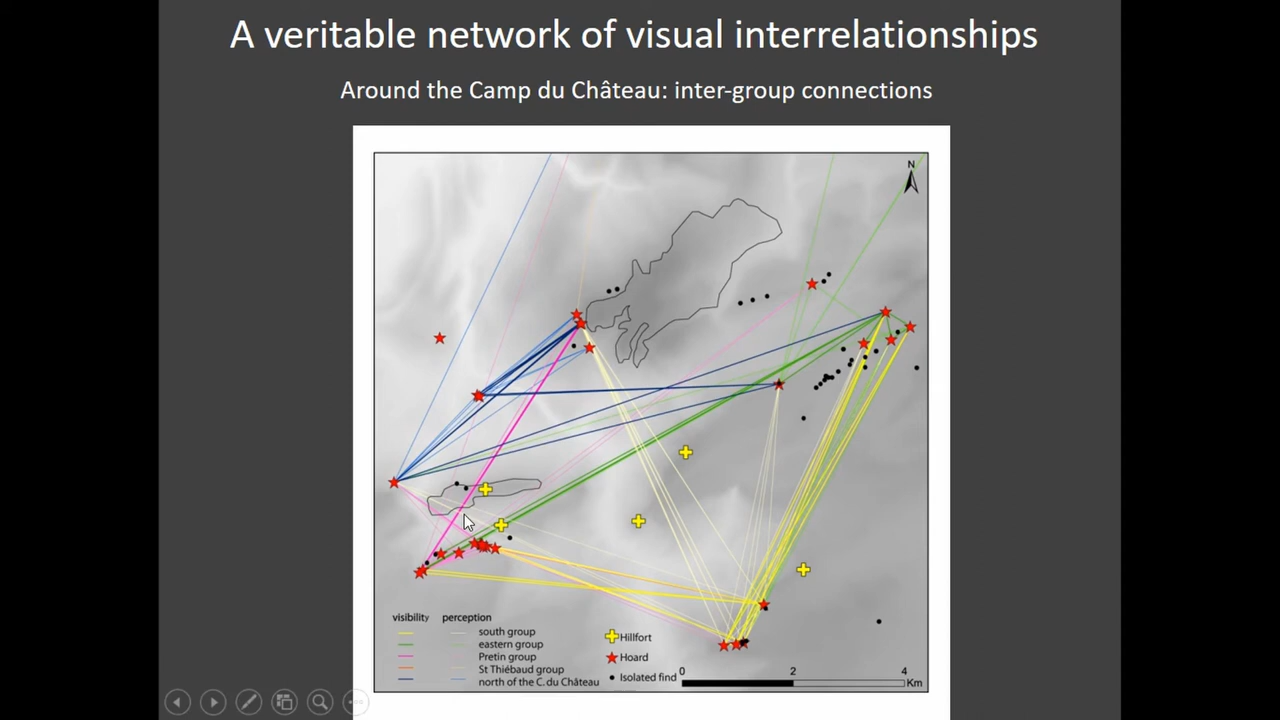 A veritable network of visual interrelationships
Around the Camp du Château: inter-group connections
N
visibility perception
south group
eastern group
Pretin group
St Thiébaud group
north of the C.du Château
Hillfort
Hoard
Isolated find
0 2 4
Km